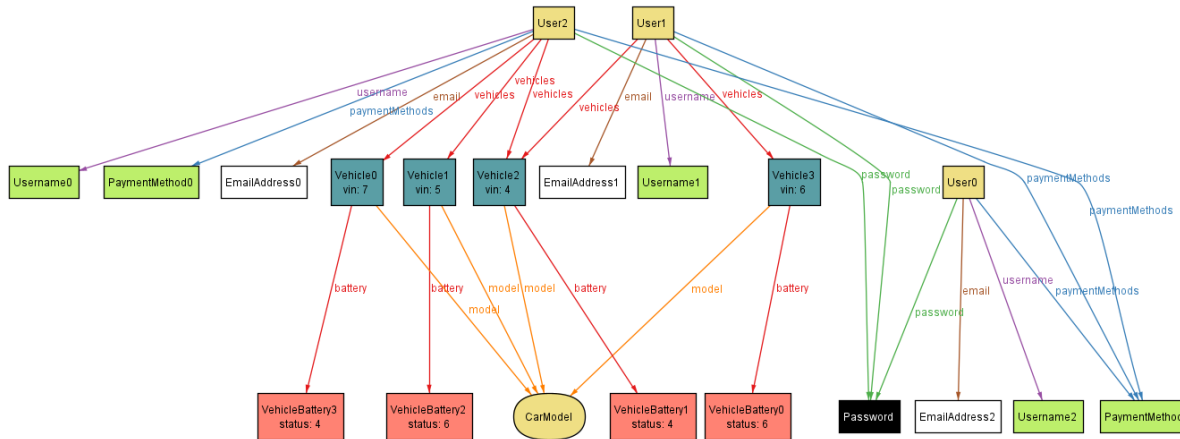 User2
User1
vehicles
username
email
vehicles
vehicles
email
username
vehicles
paymentMethods
vehicles
Username0
PaymentMethod0
EmailAddress0
Vehicle0
vin: 7
Vehicle1
vin: 5
Vehicle2
vin: 4
EmailAddress1
Username1
Vehicle3
vin: 6
User0
password
password
paymentMethods
paymentMethods
battery
model
model
model
battery
model
battery
battery
email
username
paymentMethods
password
VehicleBattery3
status: 4
VehicleBattery2
status: 6
CarModel
VehicleBattery1
status: 4
VehicleBattery0
status: 6
Password
EmailAddress2
Username2
PaymentMethod